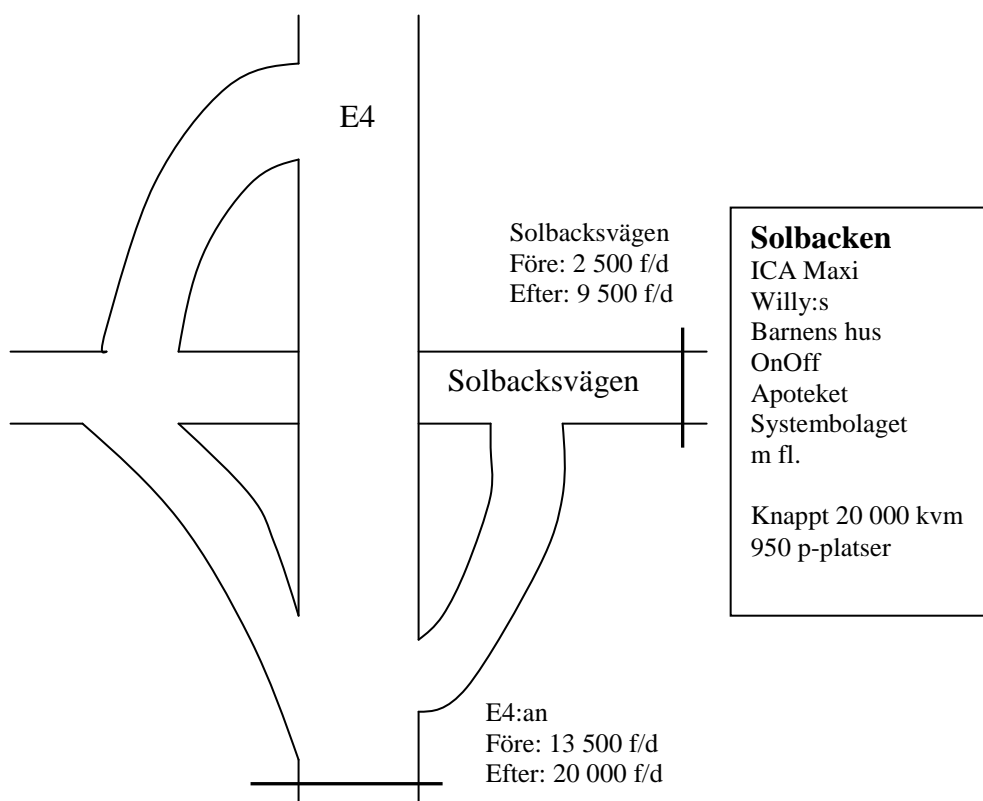 E4
Solbacksvägen
Före: 2 500 f/d
Efter: 9 500 f/d
Solbacksvägen
Solbacken
ICA Maxi
Willy:s
Barnens hus
OnOff
Apoteket
Systembolaget
m fl.
Knappt 20 000 kvm
950 p-platser
E4:an
Före: 13 500 f/d
Efter: 20 000 f/d